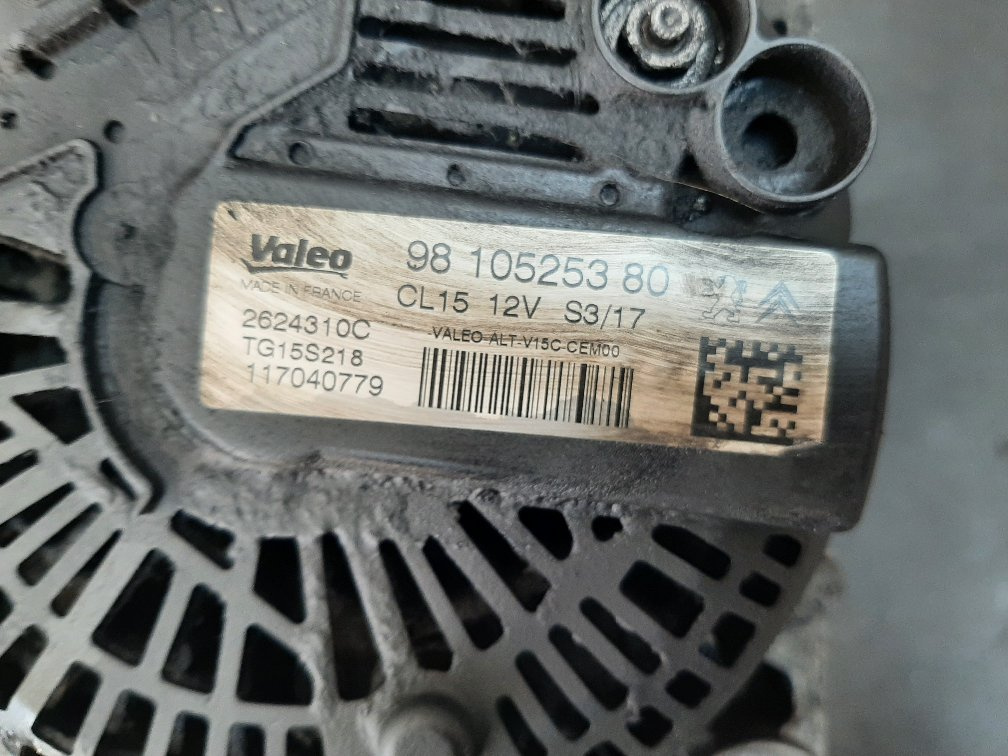 Valeo
MADE IN FRANCE
98 105253 80
CL15 12V S3/17
2624310C
VALEO-ALT-V15C-CEM00
TG15S218
117040779